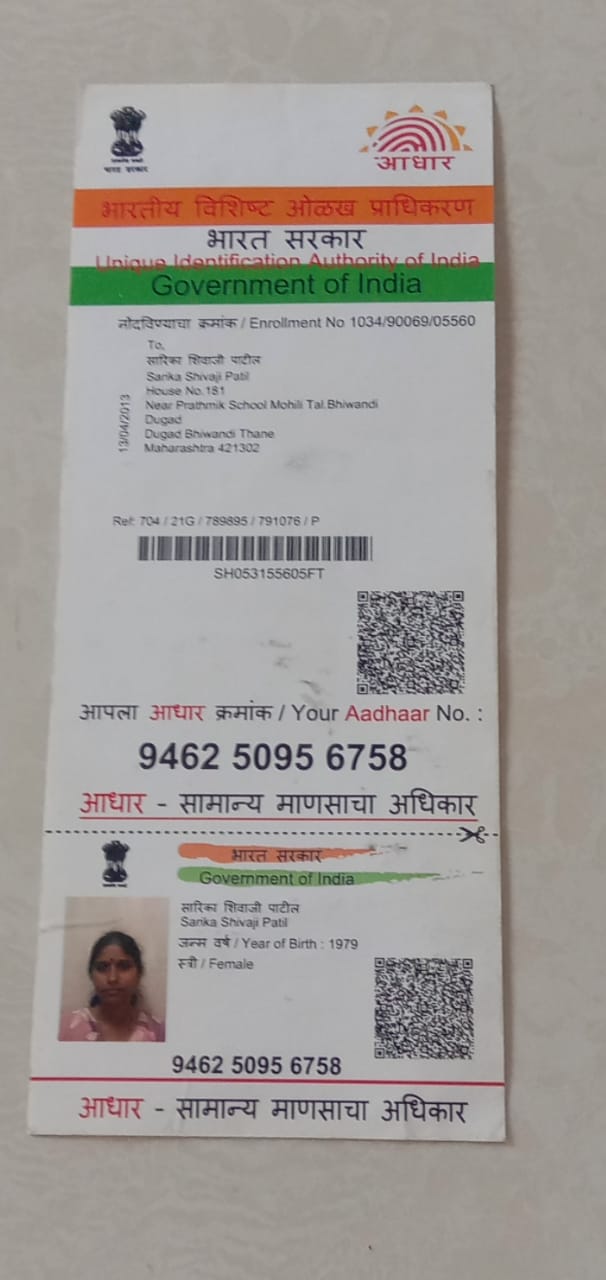 भारत सरकार
आधार
भारतीय विशिष्ट ओळख प्राधिकरण
भारत सरकार
Unique Identification Authority of India
Government of India
नोंदविण्याचा क्रमांक / Enrollment No 1034/90069/05560
To,
सारिका शिवाजी पाटील
Sarika Shivaji Patil
House No.181
Near Prathmik School Mohili Tal.Bhiwandi
Dugad
Dugad Bhiwandi Thane
Maharashtra 421302
13/04/2013
Ref: 704 / 21G / 789895 / 791076 / P
SH053155605FT
आपला आधार क्रमांक / Your Aadhaar No. :
9462 5095 6758
आधार - सामान्य माणसाचा अधिकार
भारत सरकार
Government of India
सारिका शिवाजी पाटील
Sarika Shivaji Patil
जन्म वर्ष / Year of Birth : 1979
स्त्री / Female
9462 5095 6758
आधार - सामान्य माणसाचा अधिकार